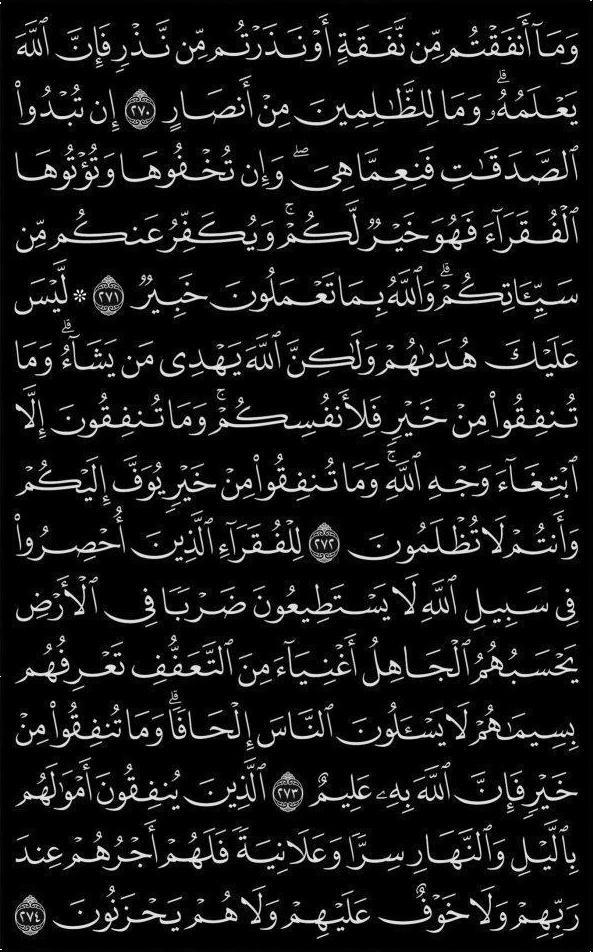 وَمَآ أَنفَقْتُم مِّن نَّفَقَةٍ أَوْ نَذَرْتُم مِّن نَّذْرٍ فَإِنَّ ٱللَّهَ
يَعْلَمُهُۥ ۗ وَمَا لِلظَّـٰلِمِينَ مِنْ أَنصَارٍ ٢٧٠ إِن تُبْدُوا۟
ٱلصَّدَقَـٰتِ فَنِعِمَّا هِىَ ۖ وَإِن تُخْفُوهَا وَتُؤْتُوهَا
ٱلْفُقَرَآءَ فَهُوَ خَيْرٌ لَّكُمْ ۚ وَيُكَفِّرُ عَنكُم مِّن
سَيِّـَٔاتِكُمْ ۗ وَٱللَّهُ بِمَا تَعْمَلُونَ خَبِيرٌ ٢٧١ ۞ لَّيْسَ
عَلَيْكَ هُدَىٰهُمْ وَلَـٰكِنَّ ٱللَّهَ يَهْدِى مَن يَشَآءُ ۗ وَمَا
تُنفِقُوا۟ مِنْ خَيْرٍ فَلِأَنفُسِكُمْ ۚ وَمَا تُنفِقُونَ إِلَّا
ٱبْتِغَآءَ وَجْهِ ٱللَّهِ ۚ وَمَا تُنفِقُوا۟ مِنْ خَيْرٍ يُوَفَّ إِلَيْكُمْ
وَأَنتُمْ لَا تُظْلَمُونَ ٢٧٢ لِلْفُقَرَآءِ ٱلَّذِينَ أُحْصِرُوا۟
فِى سَبِيلِ ٱللَّهِ لَا يَسْتَطِيعُونَ ضَرْبًا فِى ٱلْأَرْضِ
يَحْسَبُهُمُ ٱلْجَاهِلُ أَغْنِيَآءَ مِنَ ٱلتَّعَفُّفِ تَعْرِفُهُم
بِسِيمَـٰهُمْ لَا يَسْـَٔلُونَ ٱلنَّاسَ إِلْحَافًا ۗ وَمَا تُنفِقُوا۟ مِنْ
خَيْرٍ فَإِنَّ ٱللَّهَ بِهِۦ عَلِيمٌ ٢٧٣ ٱلَّذِينَ يُنفِقُونَ أَمْوَٰلَهُم
بِٱلَّيْلِ وَٱلنَّهَارِ سِرًّا وَعَلَانِيَةً فَلَهُمْ أَجْرُهُمْ عِندَ
رَبِّهِمْ وَلَا خَوْفٌ عَلَيْهِمْ وَلَا هُمْ يَحْزَنُونَ ٢٧٤